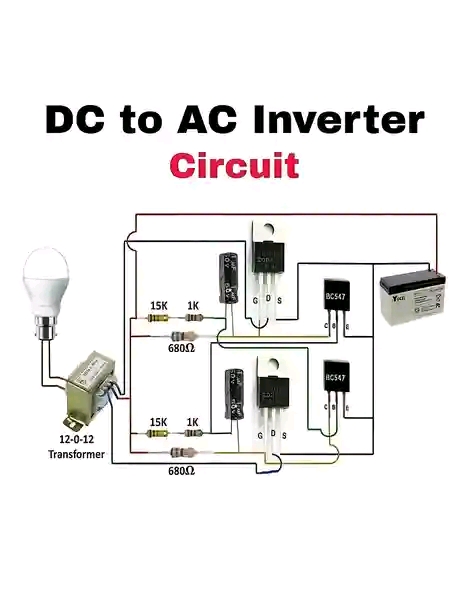 DC to AC Inverter
Circuit
G D S
BC547
C B E
15K 1K
680Ω
BC547
C B E
G D S
15K 1K
680Ω
12-0-12
Transformer